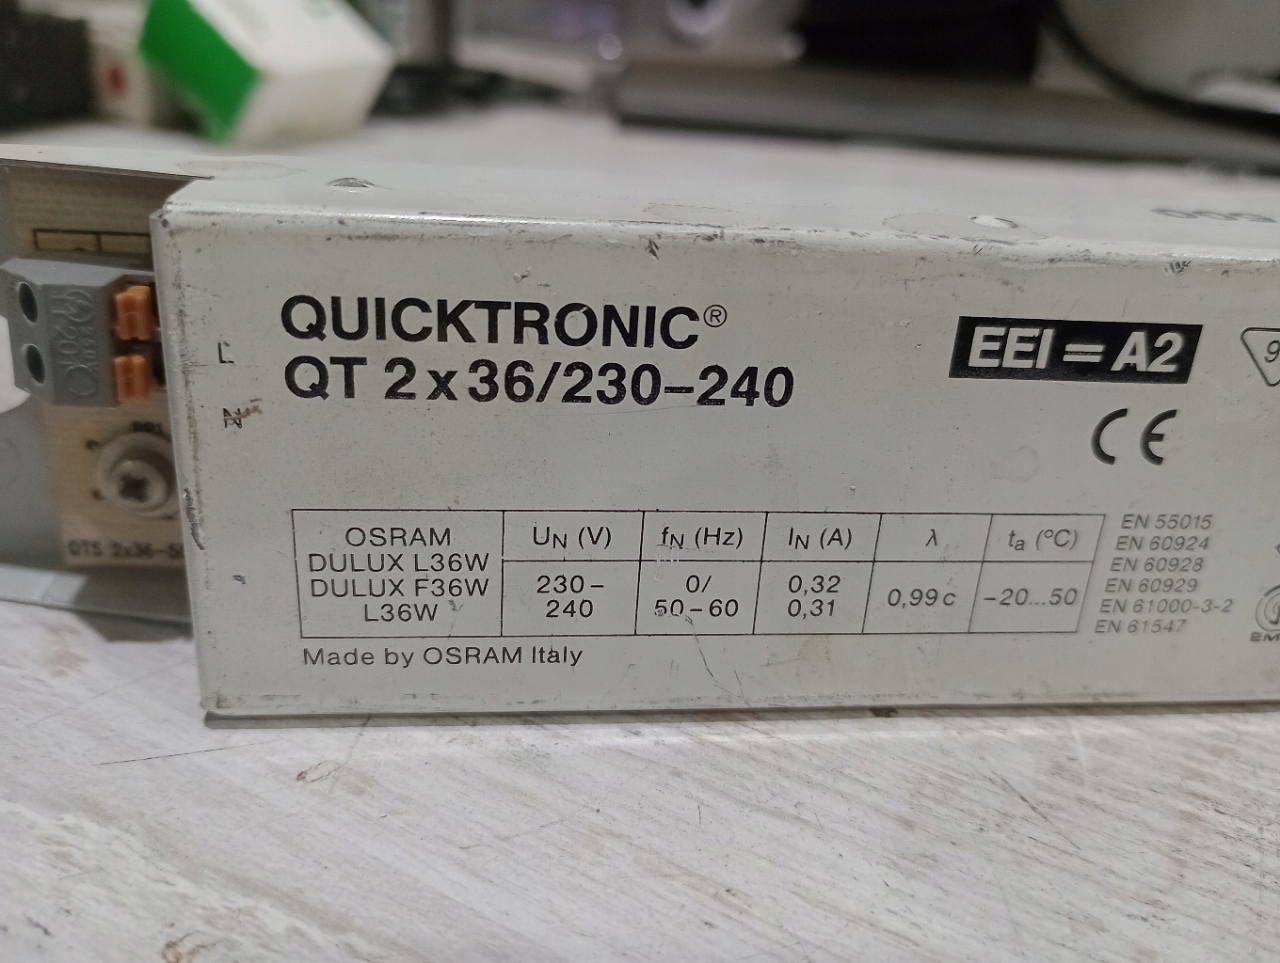 QUICKTRONIC®
QT 2x36/230–240
EEI = A2
CE
L
N
OSRAM
DULUX L36W
DULUX F36W
L36W
UN (V)
230–
240
fN (Hz)
0/
50–60
IN (A)
0,32
0,31
λ
0,99 c
ta (°C)
–20...50
EN 55015
EN 60924
EN 60928
EN 60929
EN 61000-3-2
EN 61547
Made by OSRAM Italy